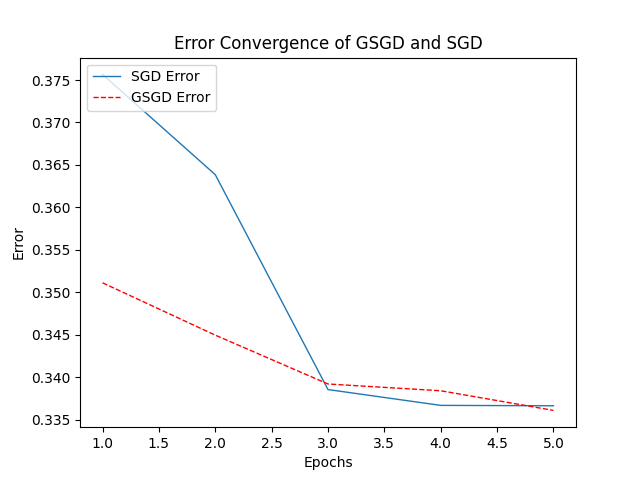 Error Convergence of GSGD and SGD
SGD Error
GSGD Error
Error
0.375
0.370
0.365
0.360
0.355
0.350
0.345
0.340
0.335
1.0 1.5 2.0 2.5 3.0 3.5 4.0 4.5 5.0
Epochs